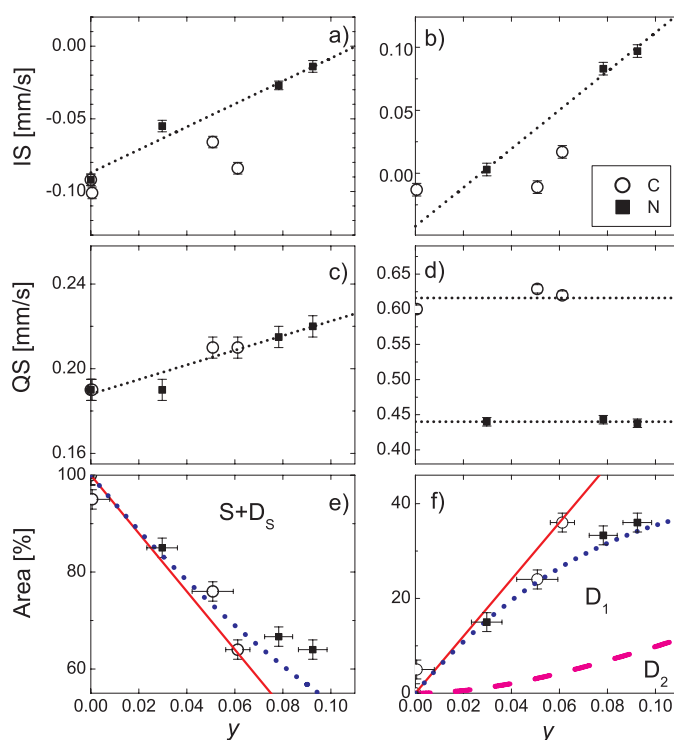 a)
b)
0.00
-0.05
-0.10
IS [mm/s]
0.10
0.05
0.00
C
N
c)
d)
0.24
0.20
0.16
QS [mm/s]
0.65
0.60
0.55
0.50
0.45
0.40
e)
f)
S+D_S
100
80
60
Area [%]
40
20
0
D_1
D_2
0.00 0.02 0.04 0.06 0.08 0.10
y
0.00 0.02 0.04 0.06 0.08 0.10
y